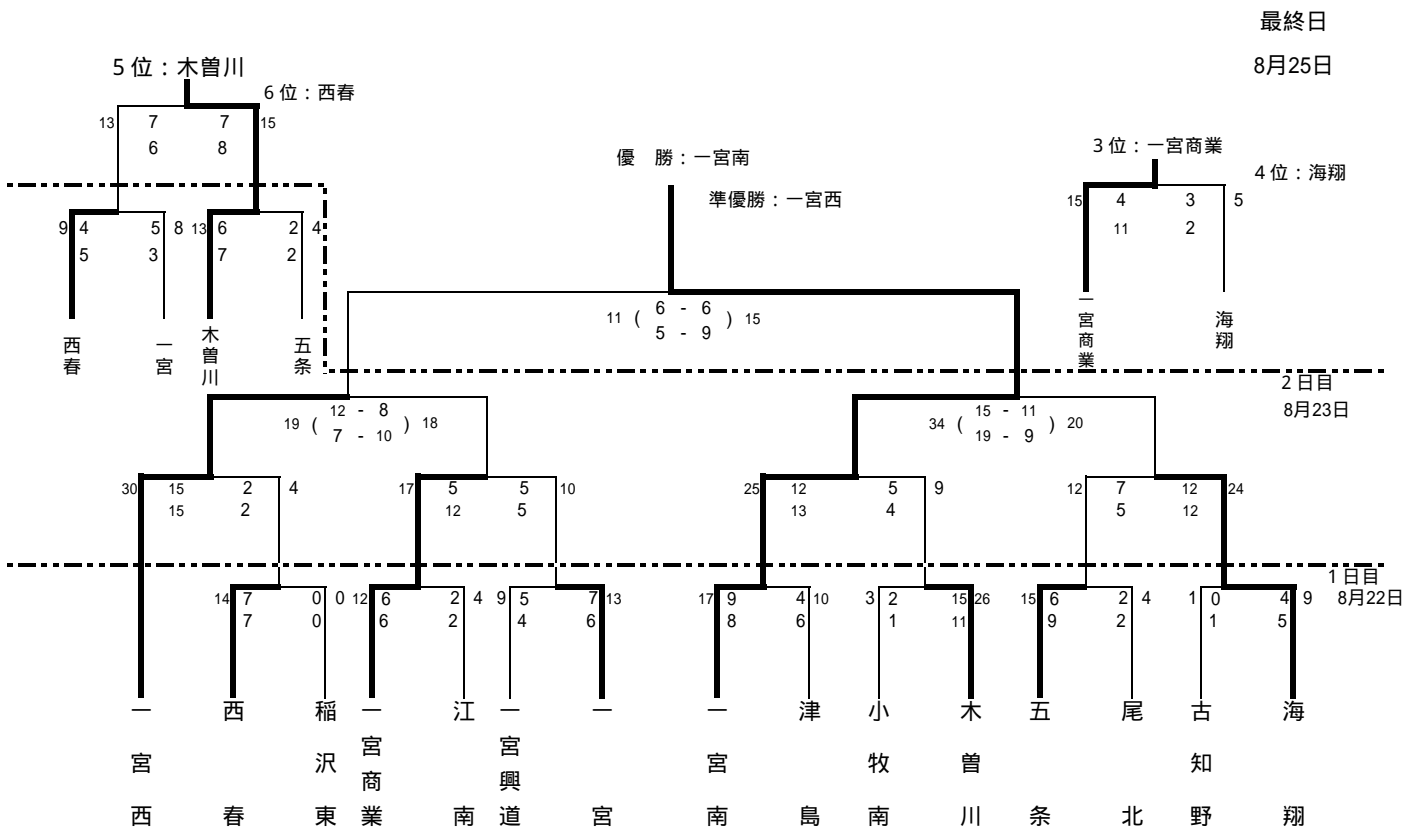 最終日
8月25日
5位：木曽川
6位：西春
13 7 7 15
6 8
優　勝：一宮南
準優勝：一宮西
3位：一宮商業
4位：海翔
15 4 3 5
11 2
9 4 5 8 13 6 2 4
5 3 7 2
西春
一宮
木曽川
五条
11 ( 6 - 6 ) 15
5 - 9
一宮商業
海翔
2日目
8月23日
19 ( 12 - 8 ) 18
7 - 10
34 ( 15 - 11 ) 20
19 - 9
30 15 2 4 17 5 5 10 25 12 5 9 12 7 12 24
15 2 12 5 13 4 5 12
1日目
8月22日
14 7 0 0 12 6 2 4 9 5 7 13 17 9 4 10 3 2 15 26 15 6 2 4 1 0 4 9
7 0 6 2 4 6 8 6 1 11 9 2 1 5
一宮西
西春
稲沢東
一宮商業
江南
一宮興道
一宮
一宮南
津島
小牧南
木曽川
五条
尾北
古知野
海翔